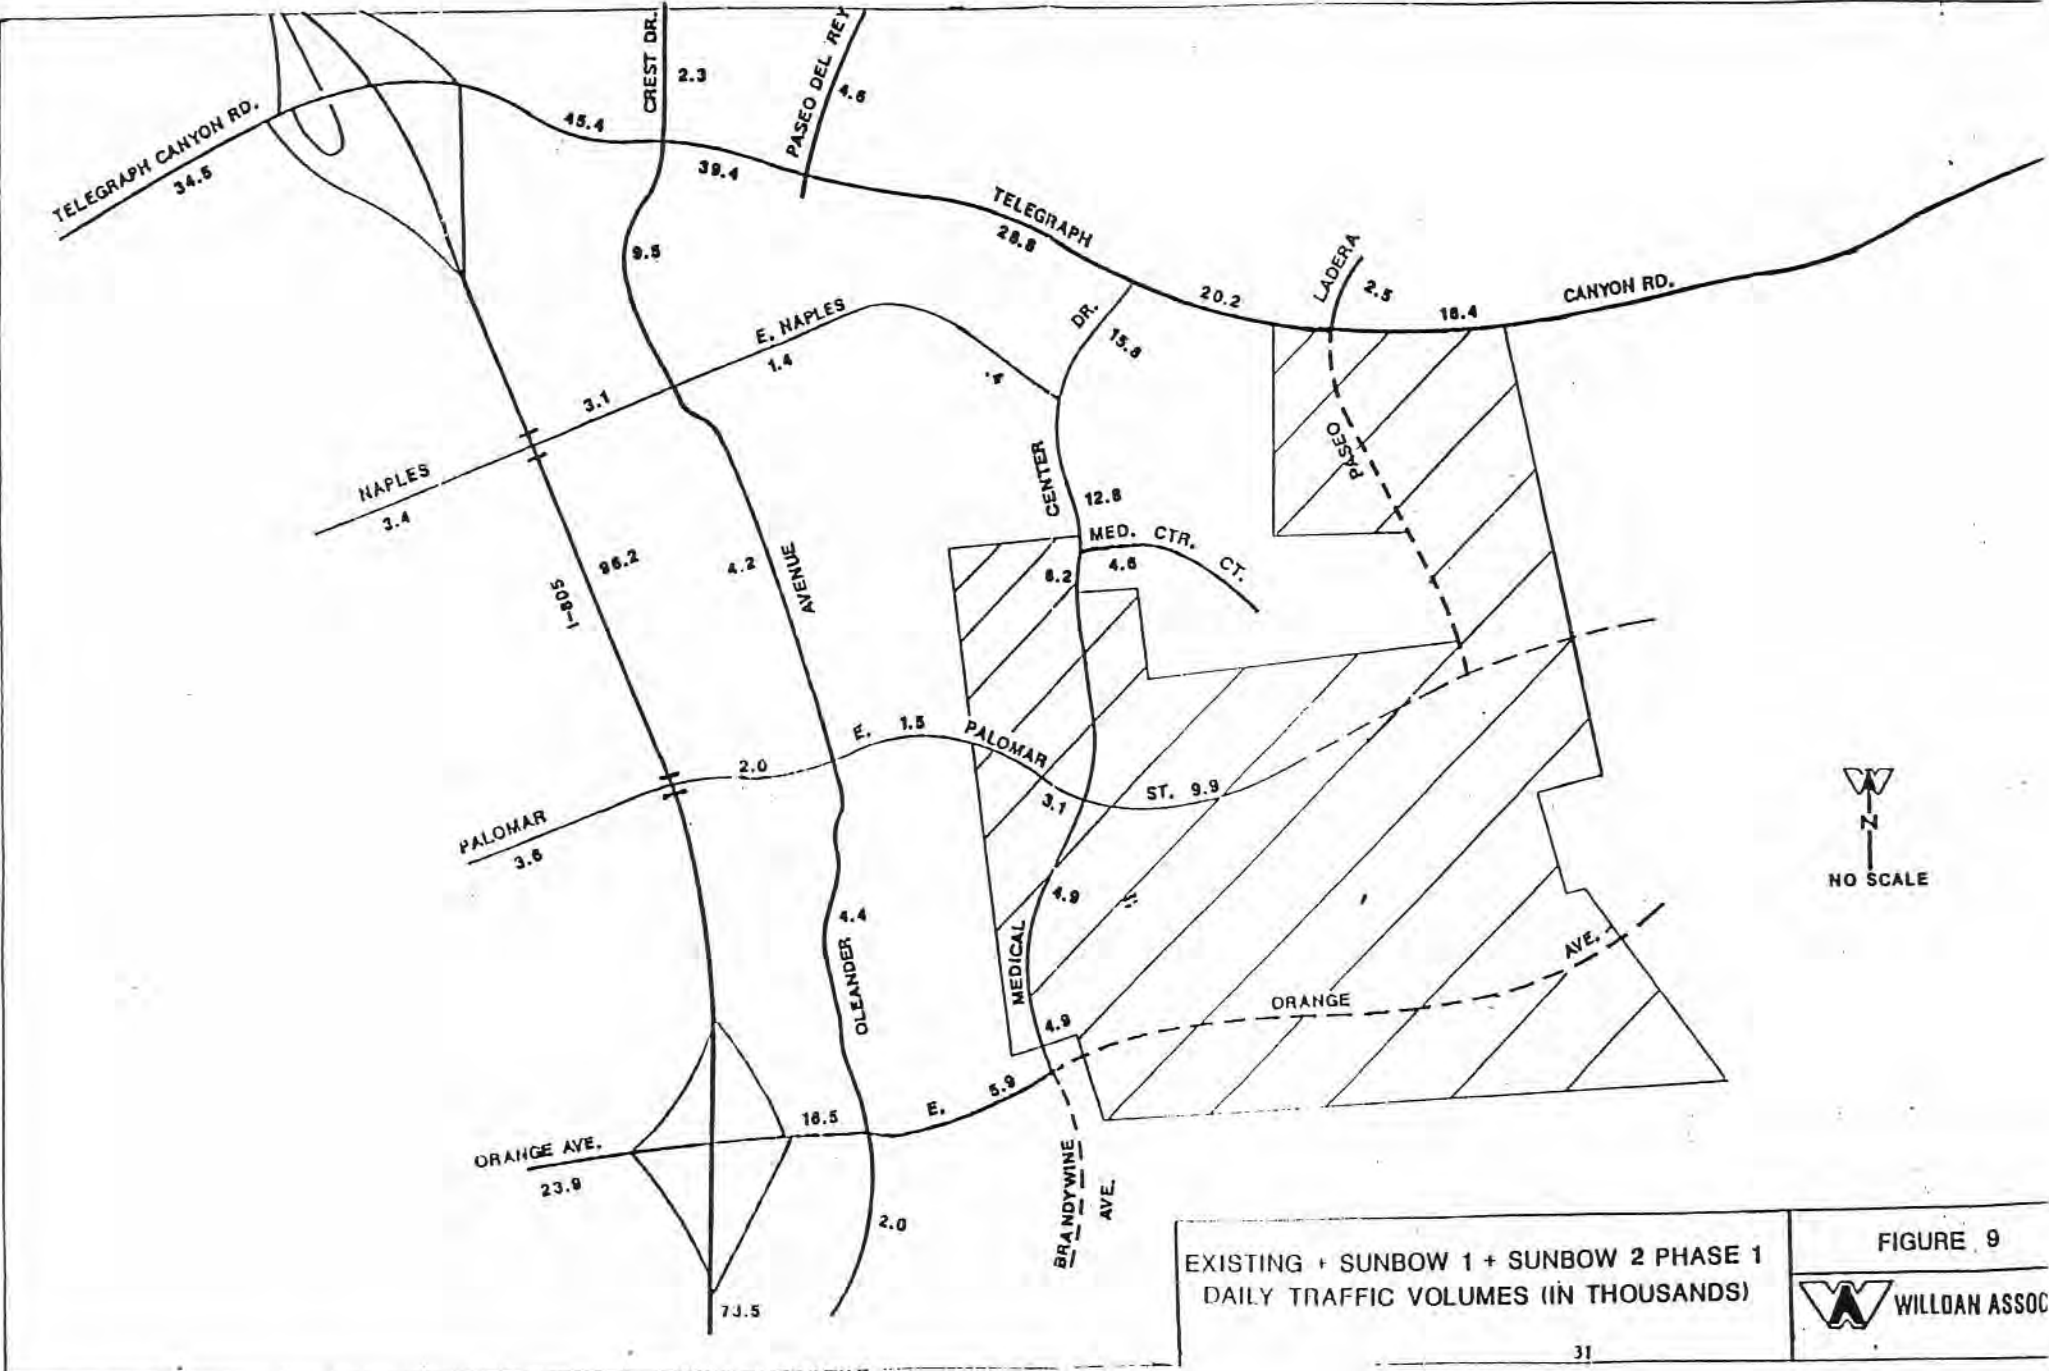 CREST DR.
2.3
PASEO DEL REY
4.6
TELEGRAPH CANYON RD.
34.5
45.4
39.4
TELEGRAPH
28.8
9.5
20.2
LADERA
2.5
16.4
CANYON RD.
E. NAPLES
1.4
DR.
15.8
3.1
NAPLES
3.4
PASEO
CENTER
12.8
MED. CTR. CT.
4.6
6.2
I-805
96.2
4.2
AVENUE
E. 1.5 PALOMAR
2.0
ST. 9.9
3.1
PALOMAR
3.6
4.4
OLEANDER
4.9
MEDICAL
4.9
AVE.
ORANGE
NO SCALE
N
5.9
E.
16.5
ORANGE AVE.
23.9
2.0
BRANDYWINE
AVE.
73.5
EXISTING + SUNBOW 1 + SUNBOW 2 PHASE 1
DAILY TRAFFIC VOLUMES (IN THOUSANDS)
FIGURE 9
WILLDAN ASSOC
31